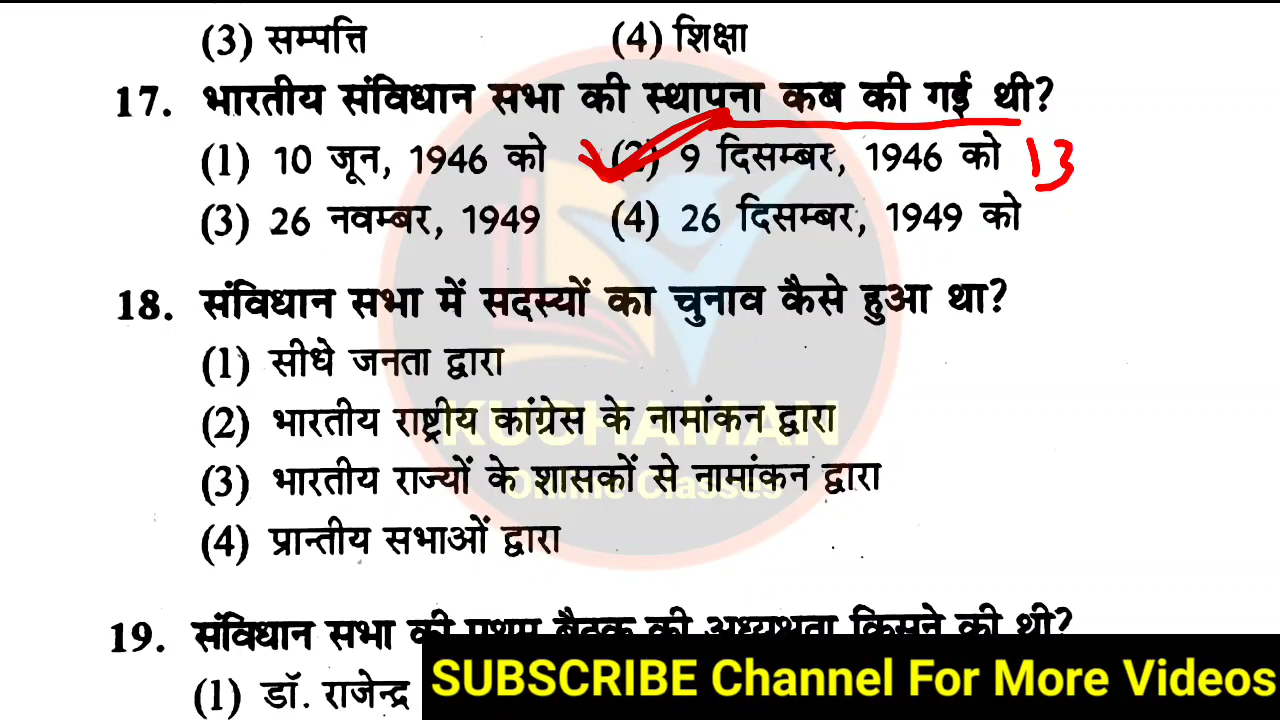 (3) सम्पत्ति (4) शिक्षा
17. भारतीय संविधान सभा की स्थापना कब की गई थी?
(1) 10 जून, 1946 को (2) 9 दिसम्बर, 1946 को 13
(3) 26 नवम्बर, 1949 (4) 26 दिसम्बर, 1949 को
18. संविधान सभा में सदस्यों का चुनाव कैसे हुआ था?
(1) सीधे जनता द्वारा
(2) भारतीय राष्ट्रीय कांग्रेस के नामांकन द्वारा
KUCHAMAN
(3) भारतीय राज्यों के शासकों से नामांकन द्वारा
Online Classes
(4) प्रान्तीय सभाओं द्वारा
19. संविधान सभा की प्रथम बैठक की अध्यक्षता किसने की थी?
(1) डॉ. राजेन्द्र
SUBSCRIBE Channel For More Videos